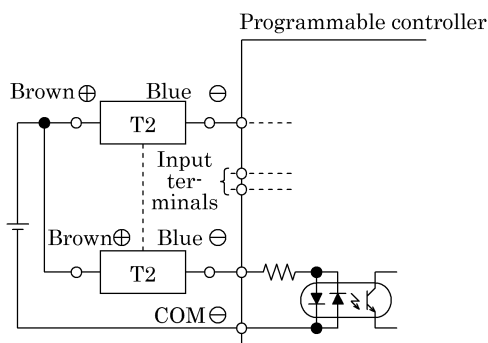 Programmable controller
Brown ⊕
Blue ⊖
T2
Input
ter-
minals
Brown ⊕
Blue ⊖
T2
COM ⊖